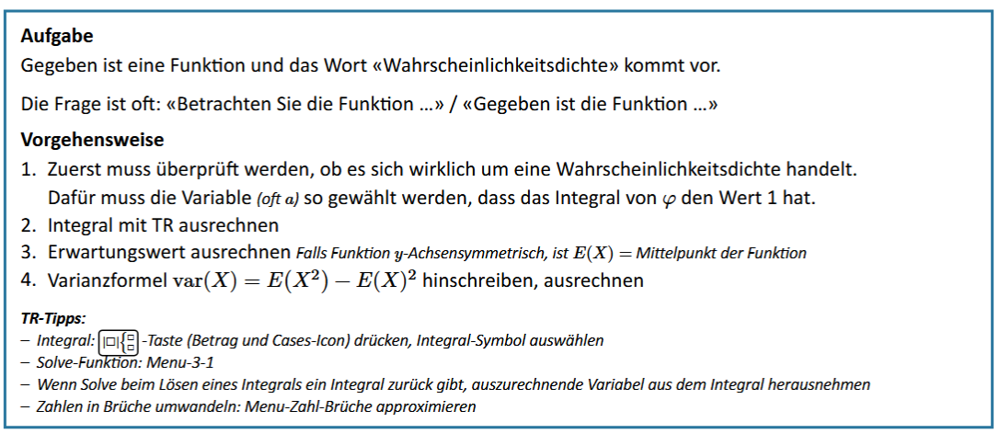 Aufgabe
Gegeben ist eine Funktion und das Wort «Wahrscheinlichkeitsdichte» kommt vor.
Die Frage ist oft: «Betrachten Sie die Funktion ...» / «Gegeben ist die Funktion ...»
Vorgehensweise
1. Zuerst muss überprüft werden, ob es sich wirklich um eine Wahrscheinlichkeitsdichte handelt.
Dafür muss die Variable (oft a) so gewählt werden, dass das Integral von φ den Wert 1 hat.
2. Integral mit TR ausrechnen
3. Erwartungswert ausrechnen Falls Funktion y-Achsensymmetrisch, ist E(X) = Mittelpunkt der Funktion
4. Varianzformel var(X) = E(X²) − E(X)² hinschreiben, ausrechnen
TR-Tipps:
– Integral: |□|{□□ -Taste (Betrag und Cases-Icon) drücken, Integral-Symbol auswählen
– Solve-Funktion: Menu-3-1
– Wenn Solve beim Lösen eines Integrals ein Integral zurück gibt, auszurechnende Variabel aus dem Integral herausnehmen
– Zahlen in Brüche umwandeln: Menu-Zahl-Brüche approximieren